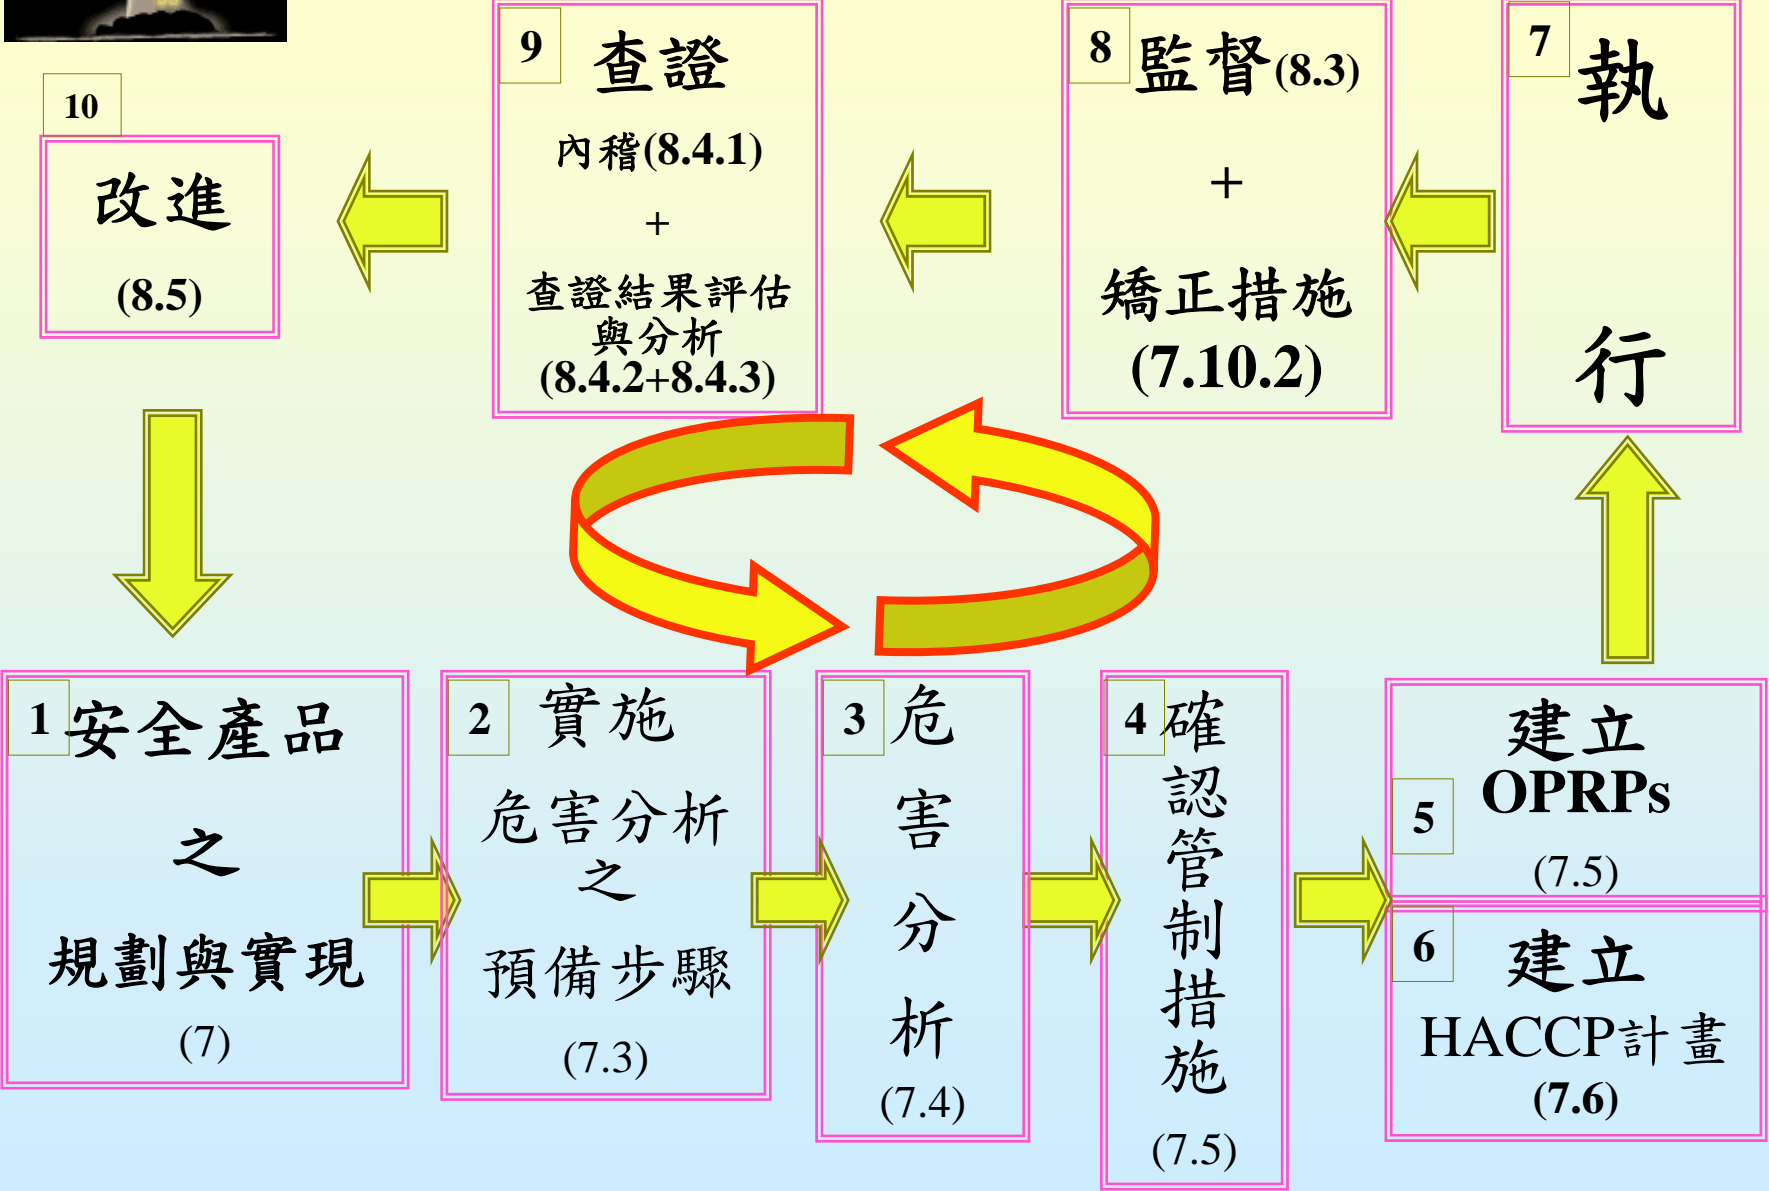 9
查證
內稽(8.4.1)
+
查證結果評估
與分析
(8.4.2+8.4.3)
8
監督(8.3)
+
矯正措施
(7.10.2)
7
執
行
10
改進
(8.5)
1
安全產品
之
規劃與實現
(7)
2
實施
危害分析
之
預備步驟
(7.3)
3
危
害
分
析
(7.4)
4
確
認
管
制
措
施
(7.5)
5
建立
OPRPs
(7.5)
6
建立
HACCP計畫
(7.6)